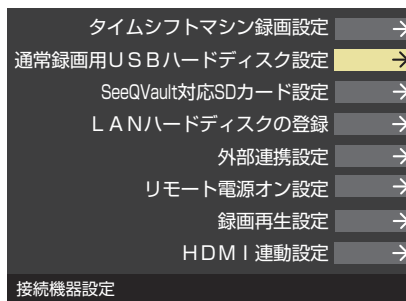 タイムシフトマシン録画設定
通常録画用ＵＳＢハードディスク設定
SeeQVault対応SDカード設定
ＬＡＮハードディスクの登録
外部連携設定
リモート電源オン設定
録画再生設定
ＨＤＭＩ連動設定
接続機器設定